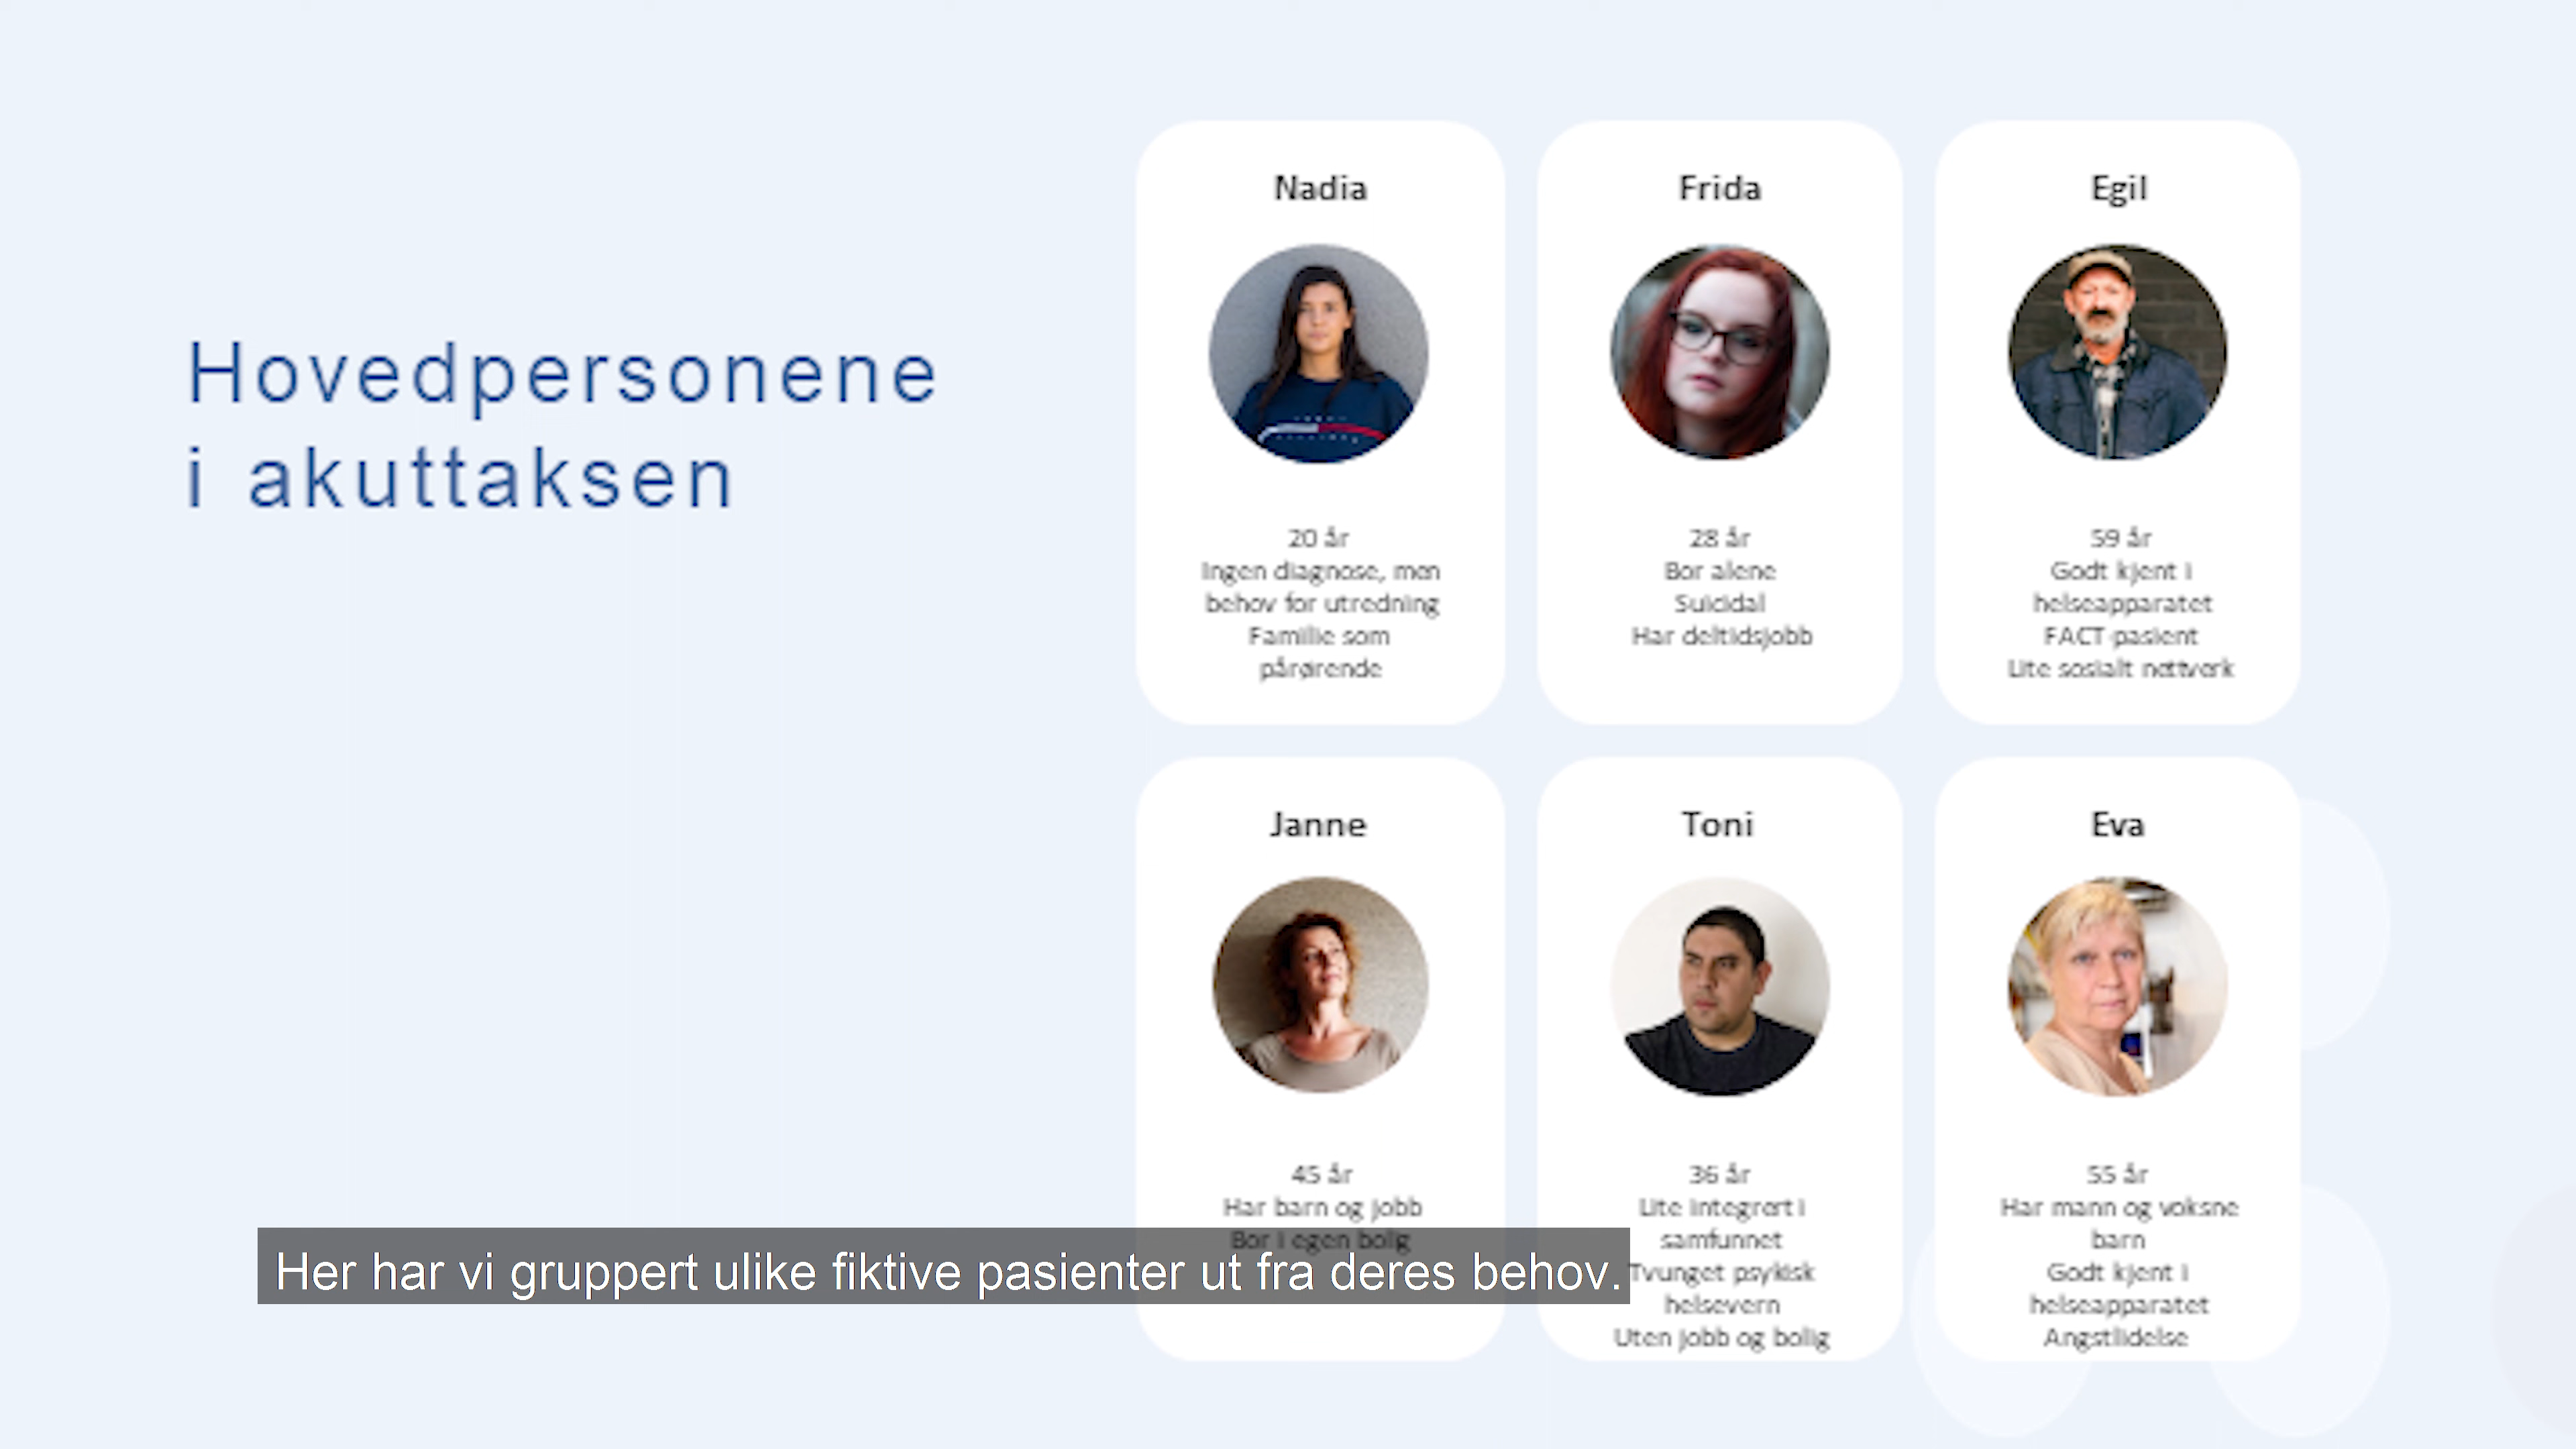 Hovedpersonene
i akuttaksen
Nadia
20 år
Ingen diagnose, men
behov for utredning
Familie som
pårørende
Frida
28 år
Bor alene
Suicidal
Har deltidsjobb
Egil
59 år
Godt kjent i
helseapparatet
FACT-pasient
Lite sosialt nettverk
Janne
45 år
Har barn og jobb
Bor i egen bolig
Toni
36 år
Lite integrert i
samfunnet
Tvunget psykisk
helsevern
Uten jobb og bolig
Eva
55 år
Har mann og voksne
barn
Godt kjent i
helseapparatet
Angstlidelse
Her har vi gruppert ulike fiktive pasienter ut fra deres behov.